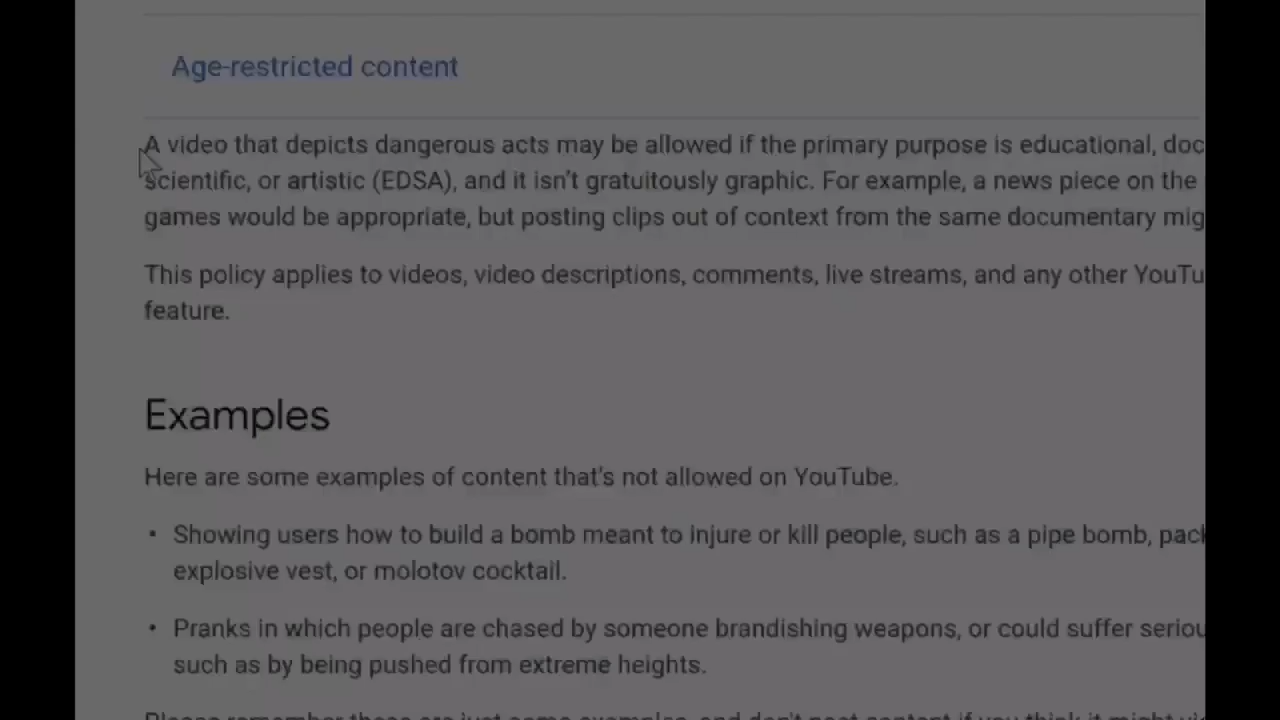 Age-restricted content
A video that depicts dangerous acts may be allowed if the primary purpose is educational,
scientific, or artistic (EDSA), and it isn't gratuitously graphic. For example, a news piece on the
games would be appropriate, but posting clips out of context from the same documentary
This policy applies to videos, video descriptions, comments, live streams, and any other
feature.
Examples
Here are some examples of content that's not allowed on YouTube.
• Showing users how to build a bomb meant to injure or kill people, such as a pipe bomb,
explosive vest, or molotov cocktail.
• Pranks in which people are chased by someone brandishing weapons, or could suffer
such as by being pushed from extreme heights.